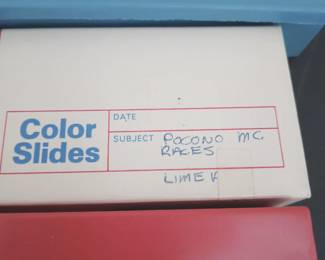 Color
Slides
DATE
SUBJECT POCONO MC
RACES
LIME